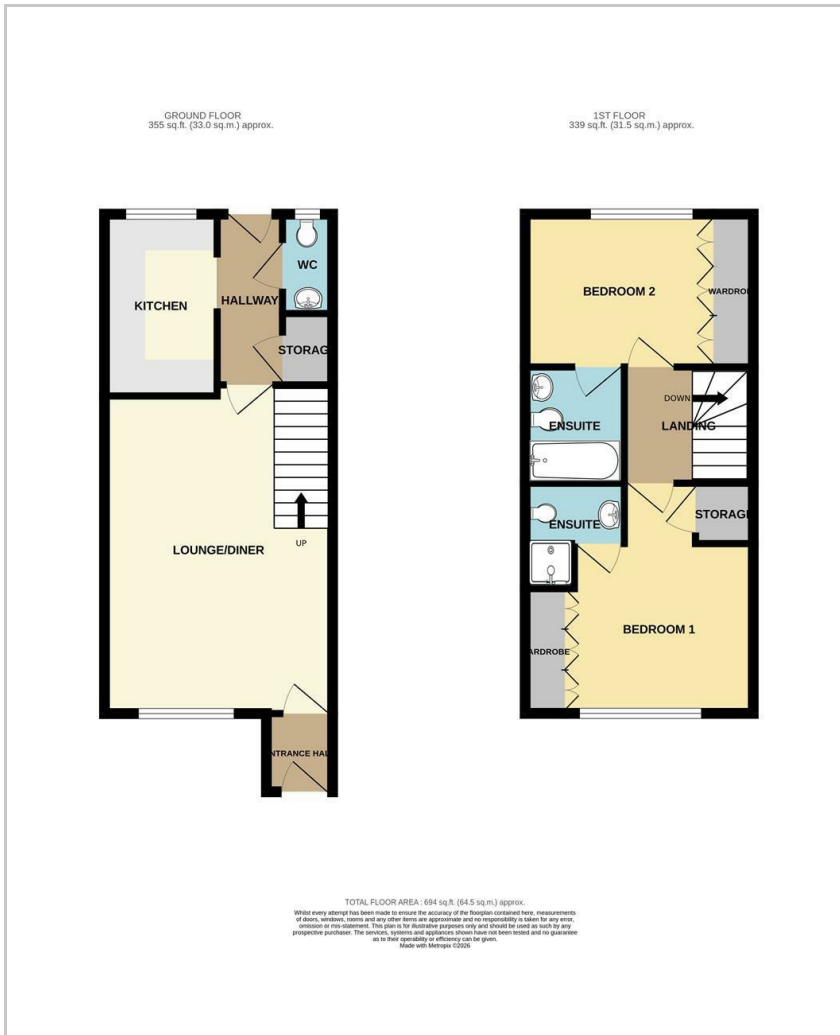 GROUND FLOOR
355 sq.ft. (33.0 sq.m.) approx.
KITCHEN
HALLWAY
WC
STORAG
LOUNGE/DINER
UP
NTRANCE HAL
1ST FLOOR
339 sq.ft. (31.5 sq.m.) approx.
BEDROOM 2
WARDROB
DOWN
LANDING
ENSUITE
ENSUITE
STORAGE
BEDROOM 1
ARDROBE
TOTAL FLOOR AREA : 694 sq.ft. (64.5 sq.m.) approx.
Whilst every attempt has been made to ensure the accuracy of the floorplan contained here, measurements
of doors, windows, rooms and any other items are approximate and no responsibility is taken for any error,
omission or mis-statement. This plan is for illustrative purposes only and should be used as such by any
prospective purchaser. The services, systems and appliances shown have not been tested and no guarantee
as to their operability or efficiency can be given.
Made with Metropix ©2026